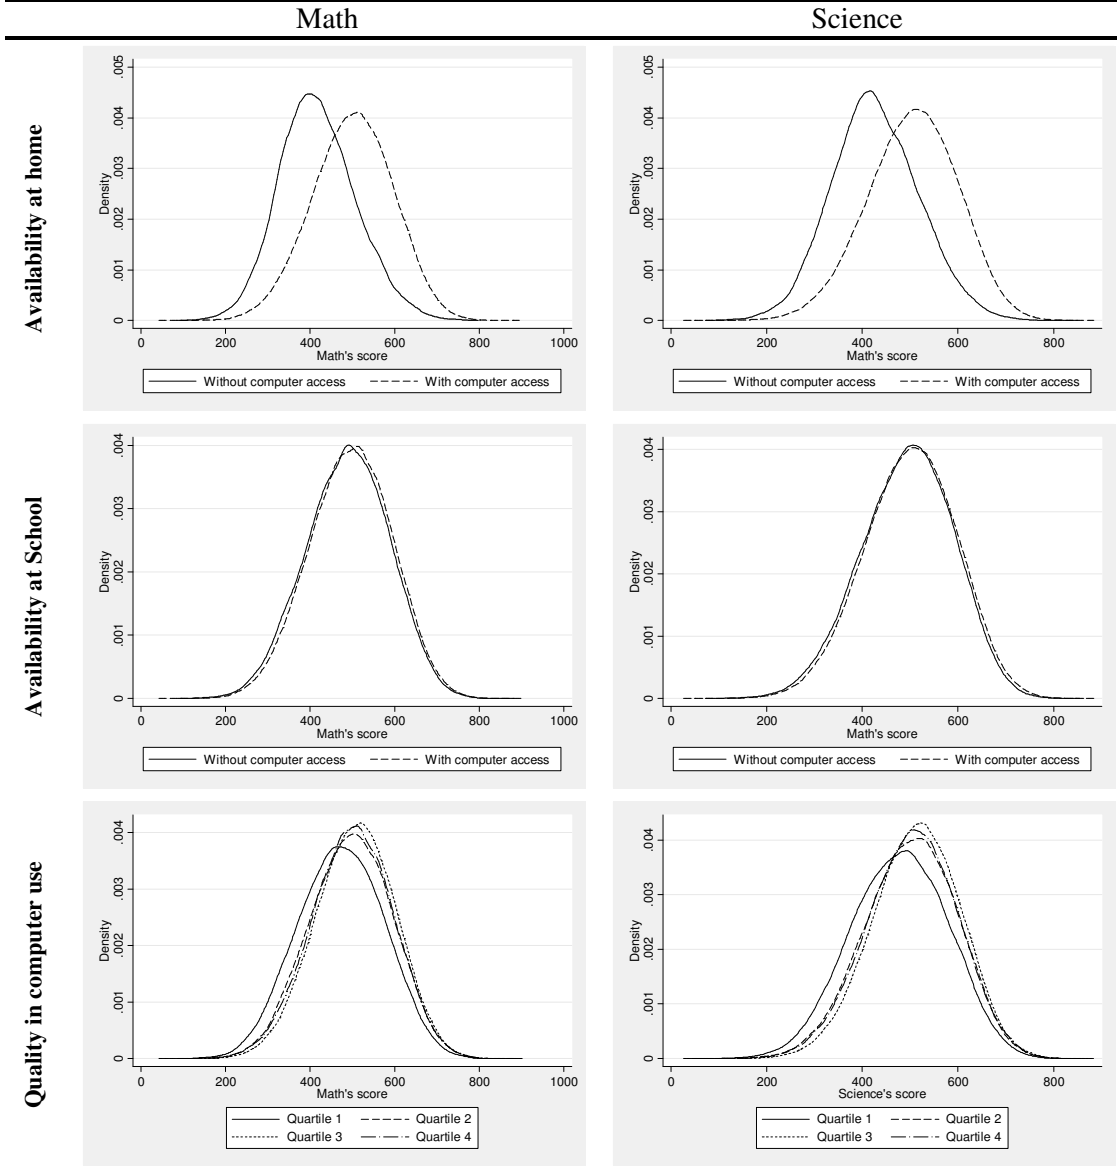 Math Science
Availability at home
Density
.005
.004
.003
.002
.001
0
0 200 400 600 800 1000
Math's score
Without computer access With computer access
Density
.005
.004
.003
.002
.001
0
0 200 400 600 800
Math's score
Without computer access With computer access
Availability at School
Density
.004
.003
.002
.001
0
0 200 400 600 800 1000
Math's score
Without computer access With computer access
Density
.004
.003
.002
.001
0
0 200 400 600 800
Math's score
Without computer access With computer access
Quality in computer use
Density
.004
.003
.002
.001
0
0 200 400 600 800 1000
Math's score
Quartile 1 Quartile 2
Quartile 3 Quartile 4
Density
.004
.003
.002
.001
0
0 200 400 600 800
Science's score
Quartile 1 Quartile 2
Quartile 3 Quartile 4